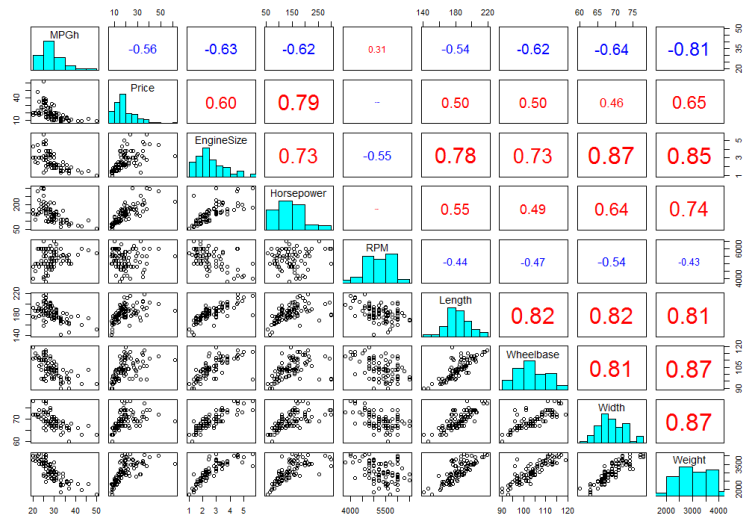 10 30 50 50 150 250 140 180 220 60 65 70 75
MPGh -0.56 -0.63 -0.62 0.31 -0.54 -0.62 -0.64 -0.81 20 35 50
10 40 Price 0.60 0.79 0.50 0.50 0.46 0.65
EngineSize 0.73 -0.55 0.78 0.73 0.87 0.85 1 3 5
50 200 Horsepower 0.55 0.49 0.64 0.74
RPM -0.44 -0.47 -0.54 -0.43 4000 6000
140 180 220 Length 0.82 0.82 0.81
Wheelbase 0.81 0.87 90 105 120
60 70 Width 0.87
Weight 2000 3500
20 30 40 50 1 2 3 4 5 4000 5500 90 100 110 120 2000 3000 4000